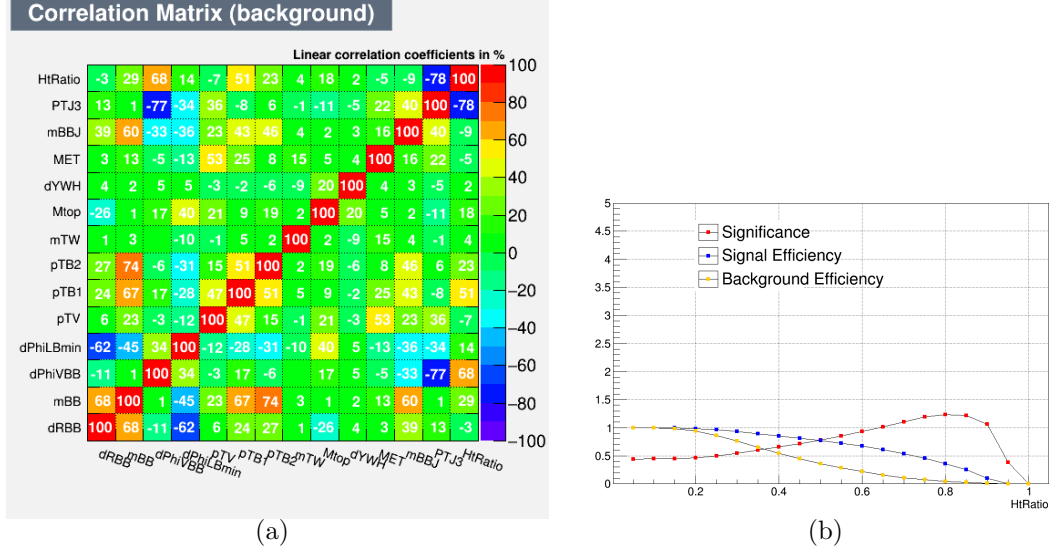 Correlation Matrix (background)
Linear correlation coefficients in %
HtRatio -3 29 68 14 -7 51 23 4 18 2 -5 -9 -78 100
PTJ3 13 1 -77 -34 36 -8 6 -1 -11 -5 22 40 100 -78
mBBJ 39 60 -33 -36 23 43 46 4 2 3 16 100 40 -9
MET 3 13 -5 -13 53 25 8 15 5 4 100 16 22 -5
dYWH 4 2 5 5 -3 -2 -6 -9 20 100 4 3 -5 2
Mtop -26 1 17 40 21 9 19 2 100 20 5 2 -11 18
mTW 1 3 -10 -1 5 2 100 2 -9 15 4 -1 4
pTB2 27 74 -6 -31 15 51 100 2 19 -6 8 46 6 23
pTB1 24 67 17 -28 47 100 51 5 9 -2 25 43 -8 51
pTV 6 23 -3 -12 100 47 15 -1 21 -3 53 23 36 -7
dPhiLBmin -62 -45 34 100 -12 -28 -31 -10 40 5 -13 -36 -34 14
dPhiVBB -11 1 100 34 -3 17 -6 17 5 -5 -33 -77 68
mBB 68 100 1 -45 23 67 74 3 1 2 13 60 1 29
dRBB 100 68 -11 -62 6 24 27 1 -26 4 3 39 13 -3
dRBB mBB dPhiVBB dPhiLBmin pTV pTB1 pTB2 mTW Mtop dYWH MET mBBJ PTJ3 HtRatio
100
80
60
40
20
0
−20
−40
−60
−80
−100
(a)
5
4.5
4
3.5
3
2.5
2
1.5
1
0.5
0
Significance
Signal Efficiency
Background Efficiency
0.2 0.4 0.6 0.8 1
HtRatio
(b)